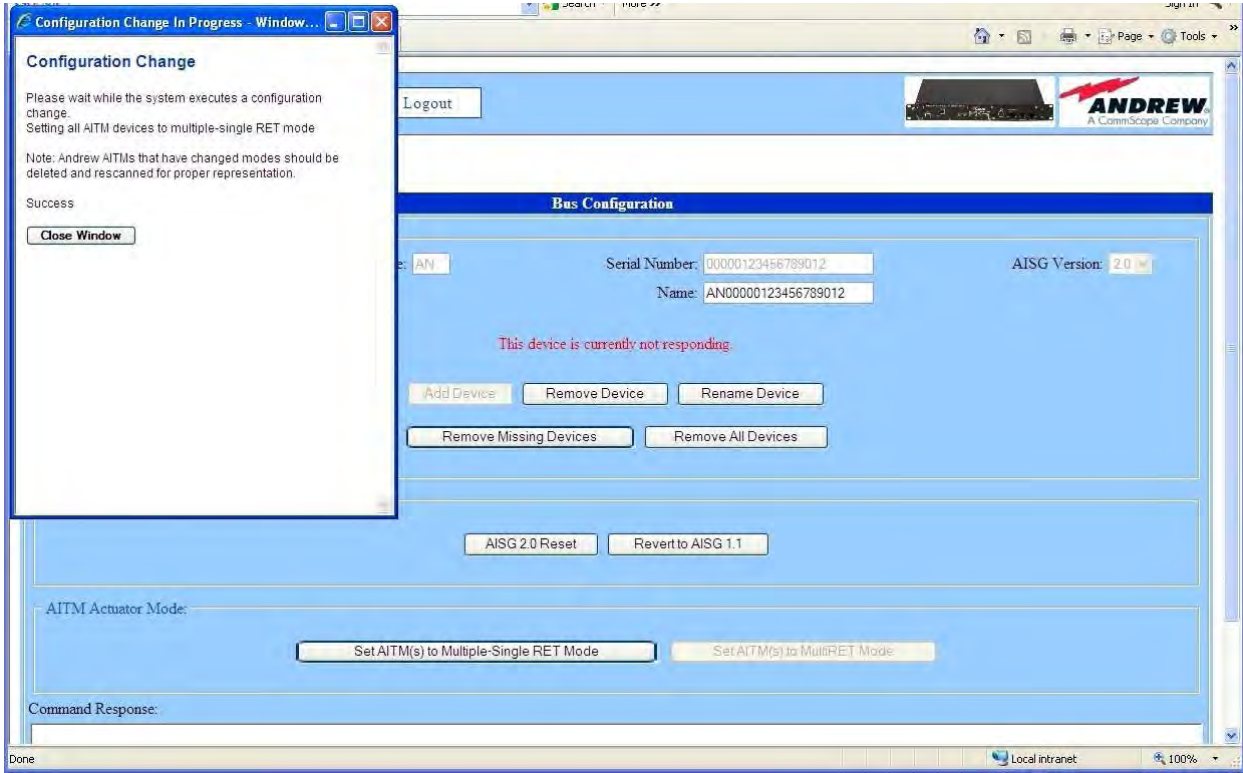 Search
More >>
Sign In
Configuration Change In Progress - Window...
Page
Tools
»
Configuration Change
Please wait while the system executes a configuration
change.
Setting all AITM devices to multiple-single RET mode
Note: Andrew AITMs that have changed modes should be
deleted and rescanned for proper representation.
Success
Close Window
Logout
ANDREW.
A CommScope Company
Bus Configuration
e: AN
Serial Number: 00000123456789012
AISG Version: 2.0
Name: AN00000123456789012
This device is currently not responding.
Add Device
Remove Device
Rename Device
Remove Missing Devices
Remove All Devices
AISG 2.0 Reset
Revert to AISG 1.1
AITM Actuator Mode:
Set AITM(s) to Multiple-Single RET Mode
Set AITM(s) to MultiRET Mode
Command Response:
Done
Local intranet
100%